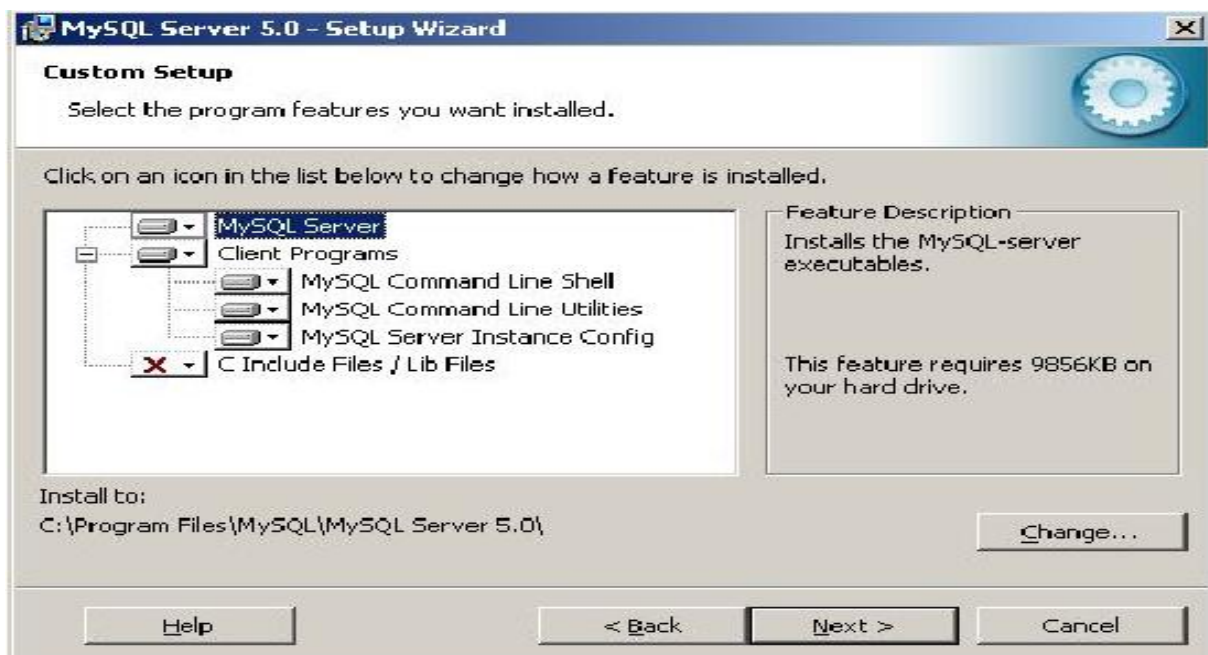 MySQL Server 5.0 - Setup Wizard
Custom Setup
Select the program features you want installed.
Click on an icon in the list below to change how a feature is installed.
MySQL Server
Client Programs
MySQL Command Line Shell
MySQL Command Line Utilities
MySQL Server Instance Config
C Include Files / Lib Files
Feature Description
Installs the MySQL-server
executables.
This feature requires 9856KB on
your hard drive.
Install to:
C:\Program Files\MySQL\MySQL Server 5.0\
Change...
Help
< Back
Next >
Cancel